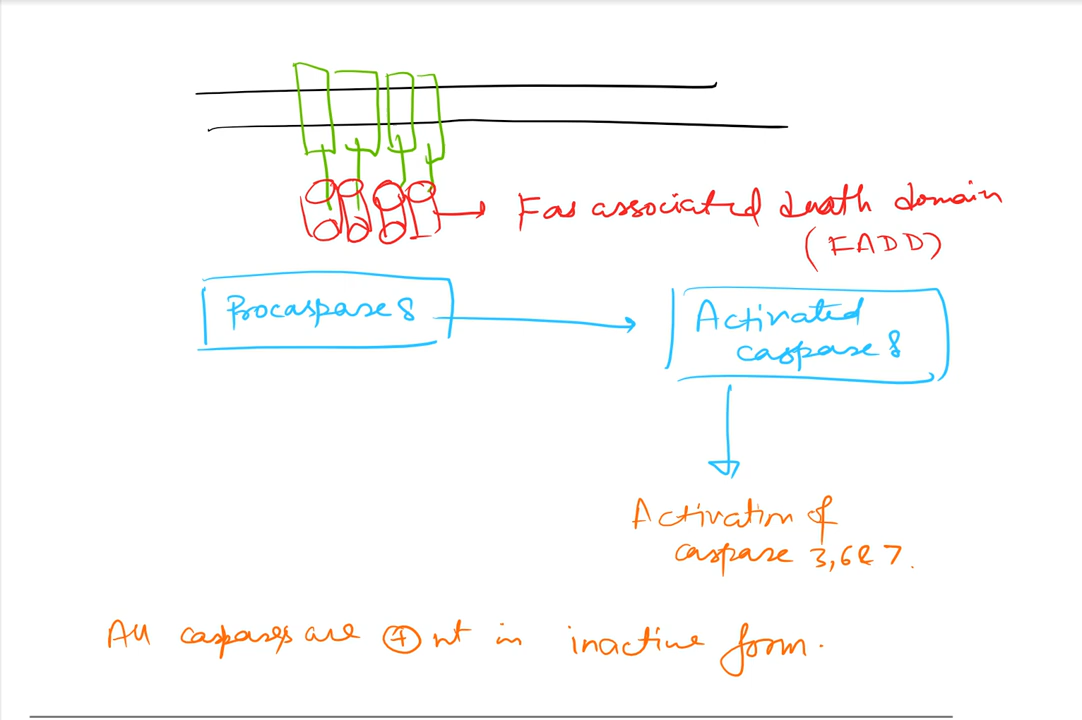 Fas associated death domain
(FADD)
Procaspase 8
Activated
caspase 8
Activation of
caspase 3,6 & 7.
All caspases are ⊕nt in inactive form.